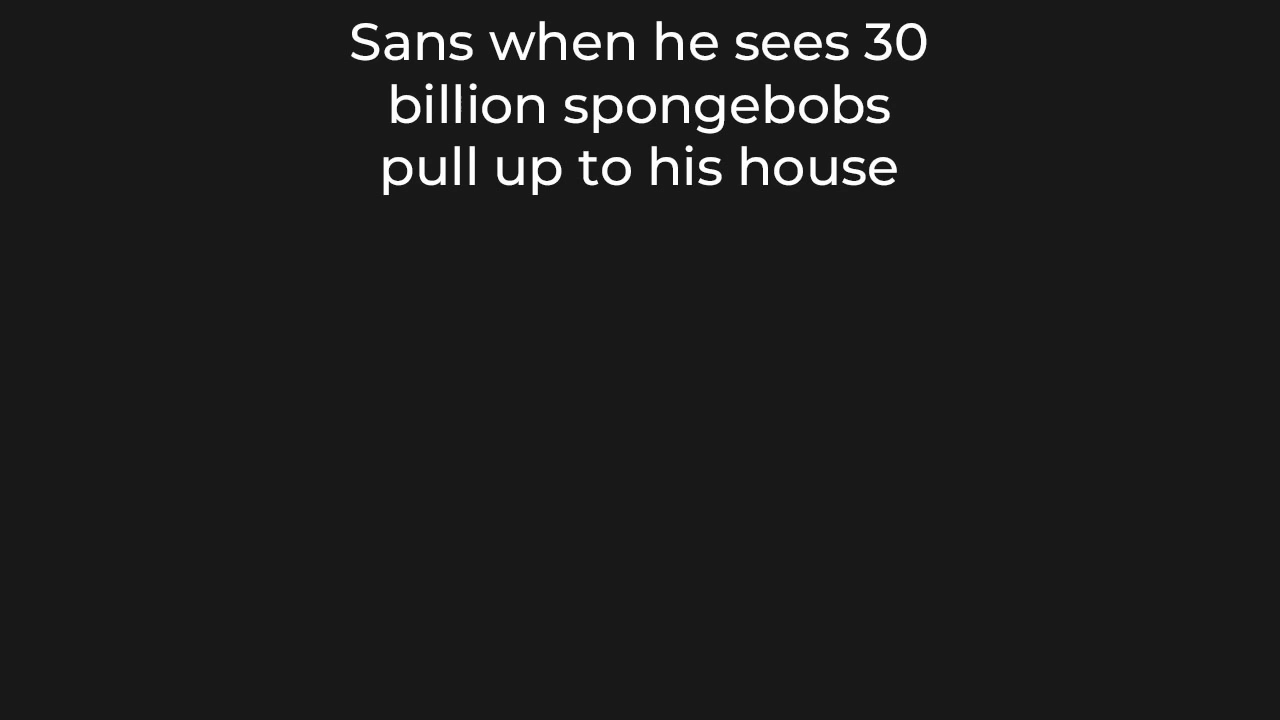 Sans when he sees 30
billion spongebobs
pull up to his house